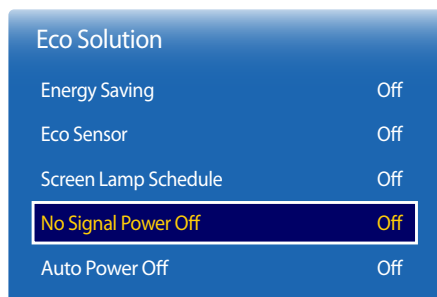 Eco Solution
Energy Saving Off
Eco Sensor Off
Screen Lamp Schedule Off
No Signal Power Off Off
Auto Power Off Off